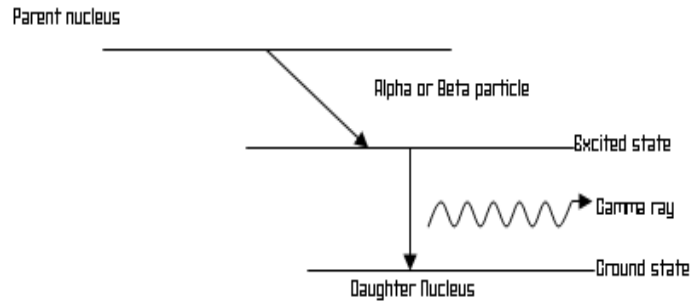 Parent nucleus
Alpha or Beta particle
Excited state
Gamma ray
Ground state
Daughter Nucleus